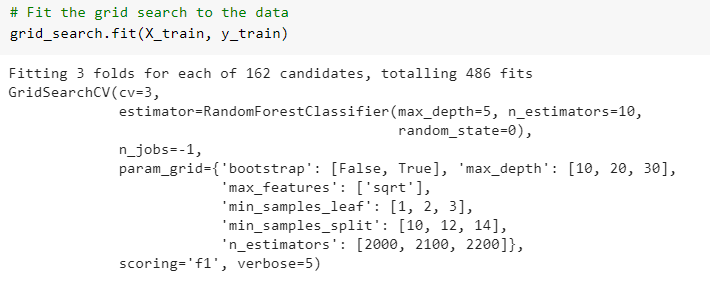 # Fit the grid search to the data
grid_search.fit(X_train, y_train)
Fitting 3 folds for each of 162 candidates, totalling 486 fits
GridSearchCV(cv=3,
             estimator=RandomForestClassifier(max_depth=5, n_estimators=10,
                                              random_state=0),
             n_jobs=-1,
             param_grid={'bootstrap': [False, True], 'max_depth': [10, 20, 30],
                         'max_features': ['sqrt'],
                         'min_samples_leaf': [1, 2, 3],
                         'min_samples_split': [10, 12, 14],
                         'n_estimators': [2000, 2100, 2200]},
             scoring='f1', verbose=5)